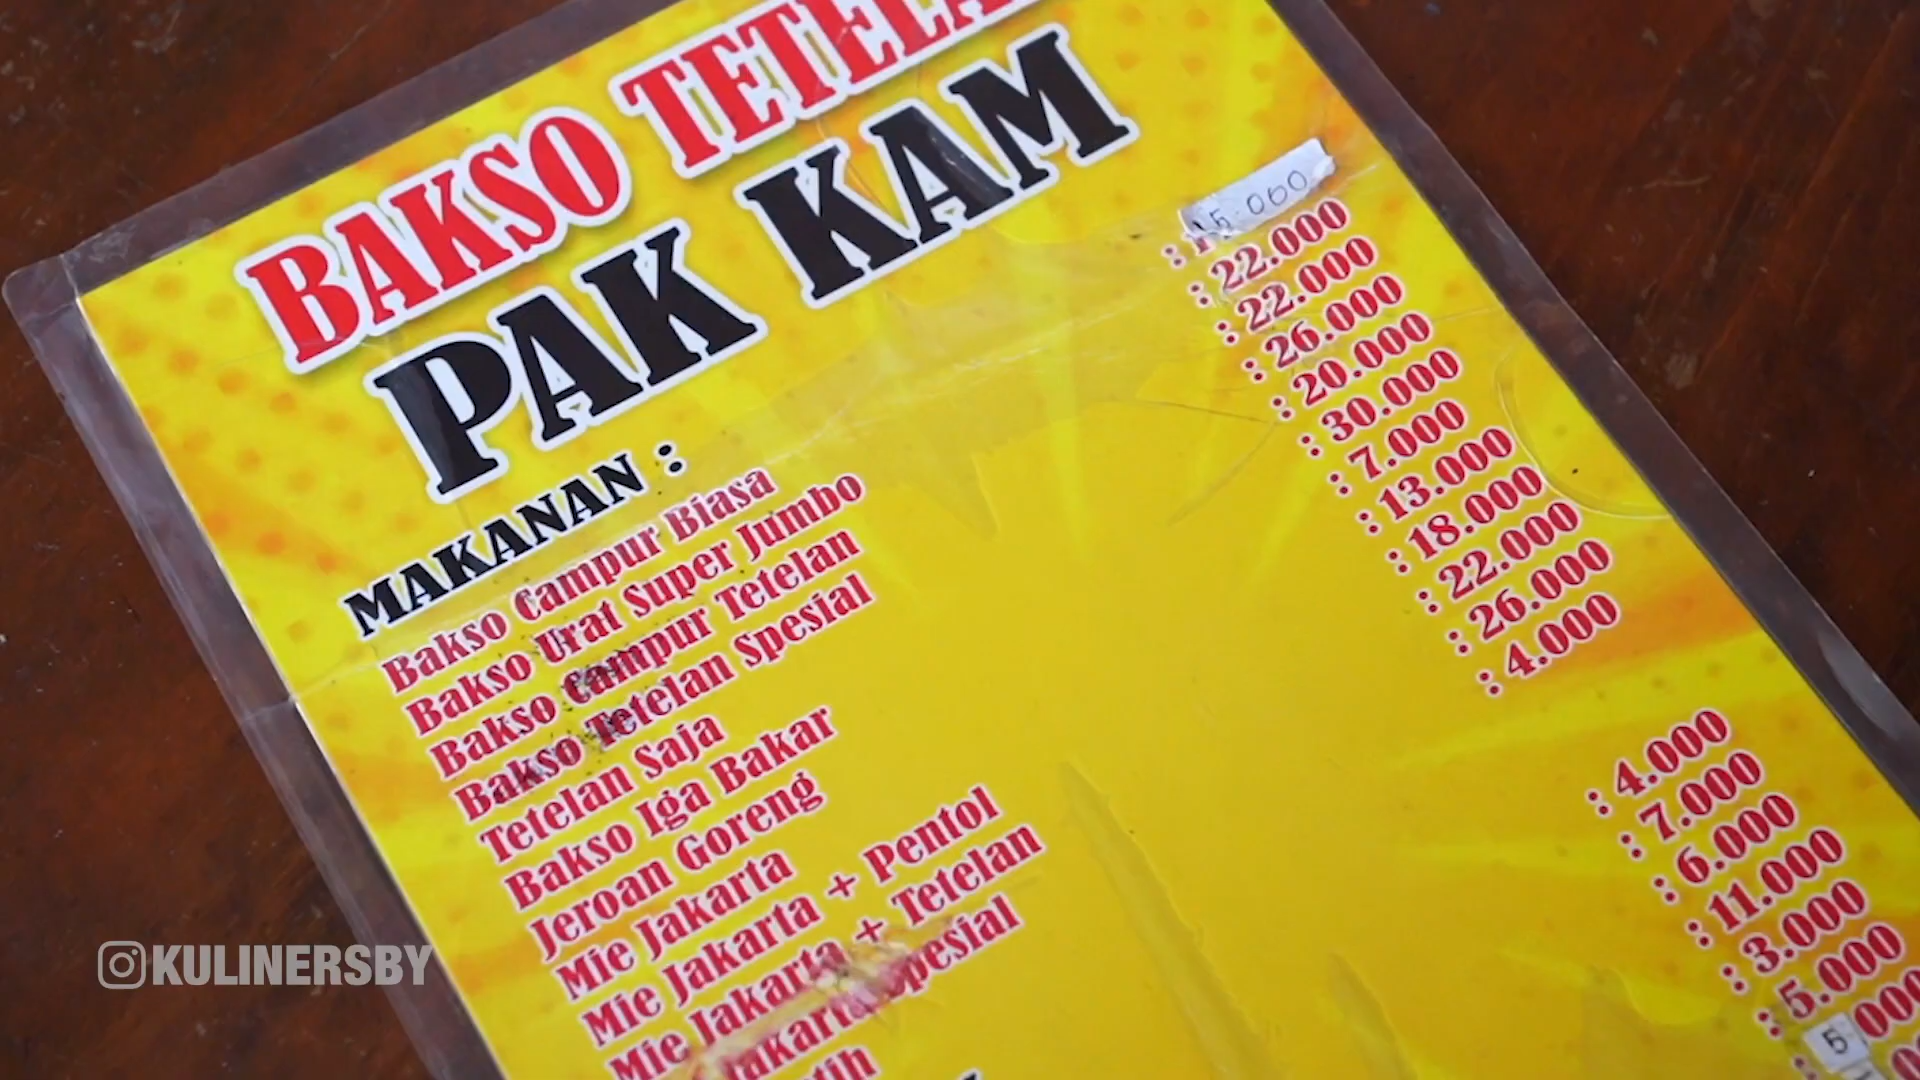 BAKSO TETELAN
PAK KAM
MAKANAN :
Bakso Campur Biasa : 15.000
Bakso Urat Super Jumbo : 22.000
Bakso Campur Tetelan : 22.000
Bakso Tetelan Spesial : 26.000
Tetelan Saja : 20.000
Bakso Iga Bakar : 30.000
Jeroan Goreng : 7.000
Mie Jakarta : 13.000
Mie Jakarta + Pentol : 18.000
Mie Jakarta + Tetelan : 22.000
Jakarta Spesial : 26.000
: 4.000
: 4.000
: 7.000
: 6.000
: 11.000
: 3.000
: 5.000
: 5 000
KULINERSBY